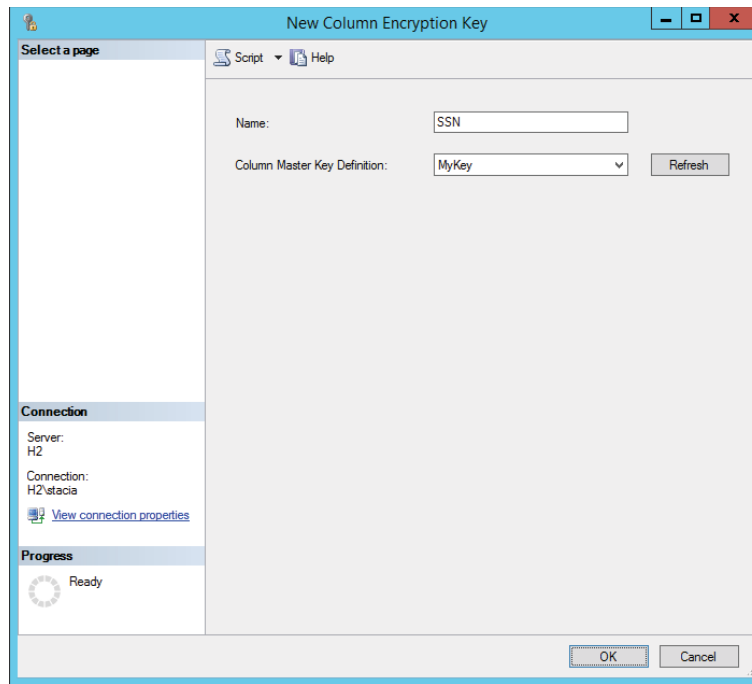 New Column Encryption Key
Select a page
Script Help
Name: SSN
Column Master Key Definition: MyKey Refresh
Connection
Server:
H2
Connection:
H2\stacia
View connection properties
Progress
Ready
OK Cancel